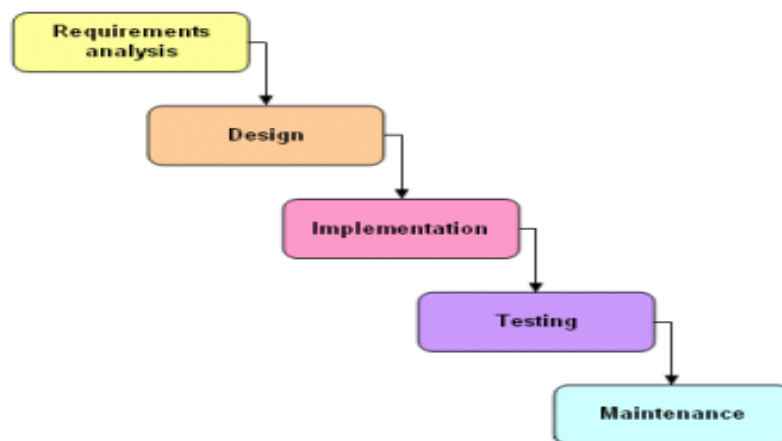 Requirements
analysis
Design
Implementation
Testing
Maintenance